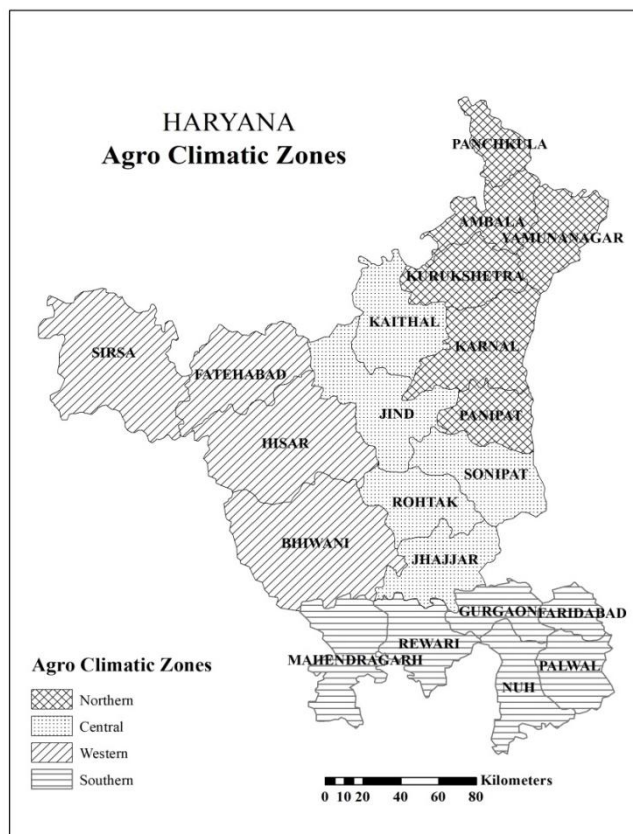 HARYANA
Agro Climatic Zones
PANCHKULA
AMBALA
YAMUNANAGAR
KURUKSHETRA
KAITHAL
KARNAL
SIRSA
FATEHABAD
JIND
PANIPAT
HISAR
SONIPAT
ROHTAK
BHIWANI
JHAJJAR
GURGAON
FARIDABAD
REWARI
MAHENDRAGARH
PALWAL
NUH
Agro Climatic Zones
Northern
Central
Western
Southern
Kilometers
0 10 20 40 60 80